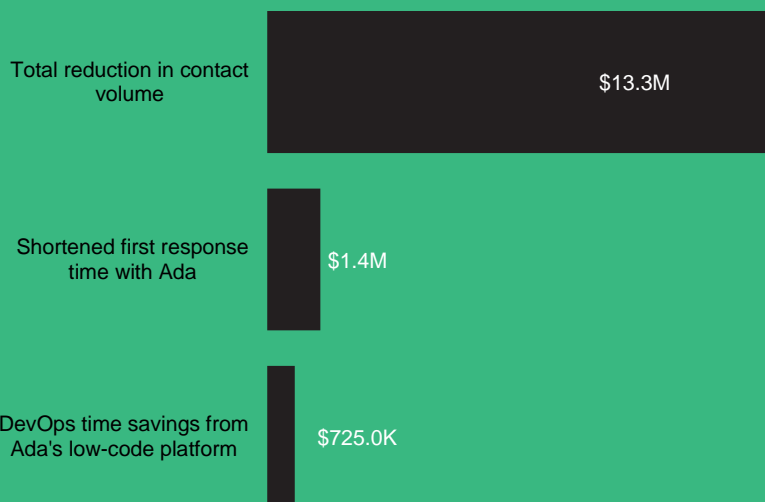 Total reduction in contact
volume
$13.3M
Shortened first response
time with Ada
$1.4M
DevOps time savings from
Ada's low-code platform
$725.0K